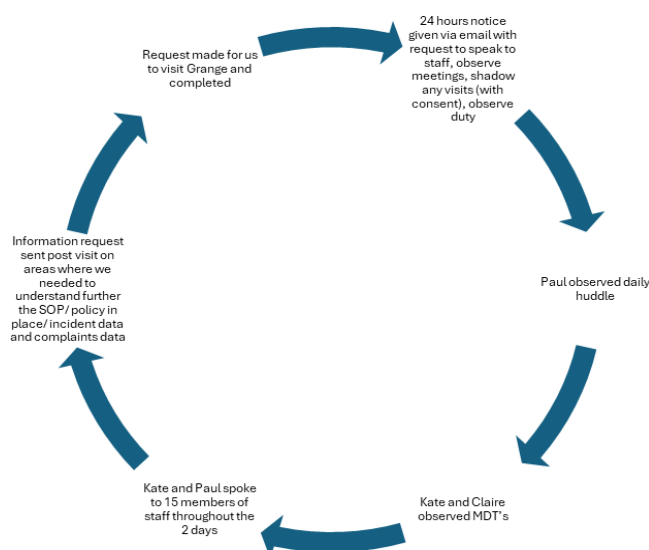 Request made for us
to visit Grange and
completed
24 hours notice
given via email with
request to speak to
staff, observe
meetings, shadow
any visits (with
consent), observe
duty
Paul observed daily
huddle
Kate and Claire
observed MDT's
Kate and Paul spoke
to 15 members of
staff throughout the
2 days
Information request
sent post visit on
areas where we
needed to
understand further
the SOP/ policy in
place/ incident data
and complaints data